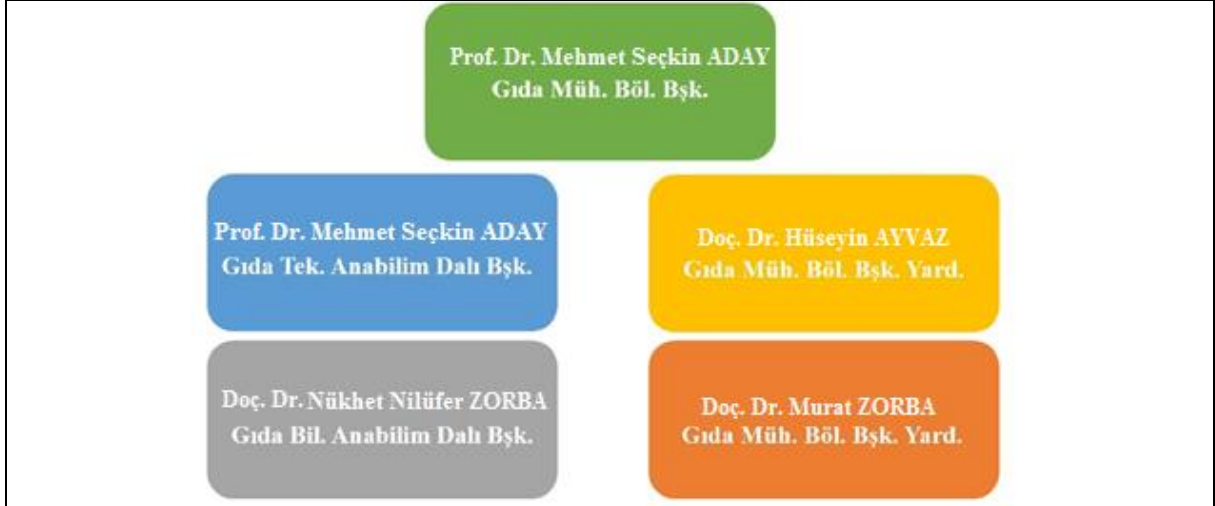 Prof. Dr. Mehmet Seçkin ADAY
Gıda Müh. Böl. Bşk.
Prof. Dr. Mehmet Seçkin ADAY
Gıda Tek. Anabilim Dalı Bşk.
Doç. Dr. Hüseyin AYVAZ
Gıda Müh. Böl. Bşk. Yard.
Doç. Dr. Nükhet Nilüfer ZORBA
Gıda Bil. Anabilim Dalı Bşk.
Doç. Dr. Murat ZORBA
Gıda Müh. Böl. Bşk. Yard.